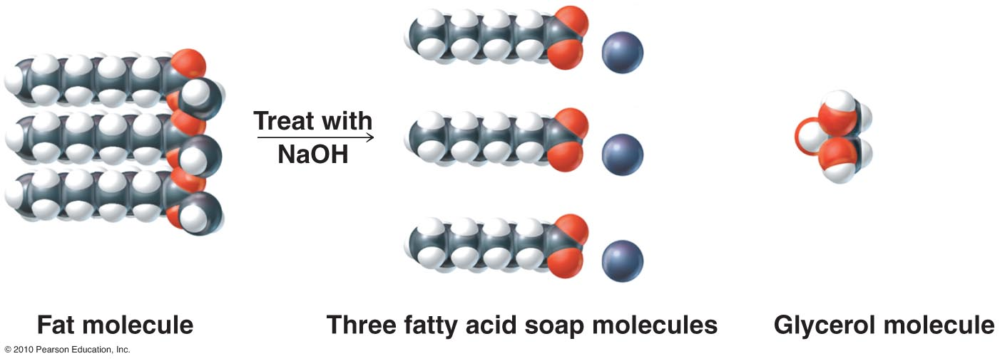 Treat with
NaOH
Fat molecule
Three fatty acid soap molecules
Glycerol molecule
© 2010 Pearson Education, Inc.